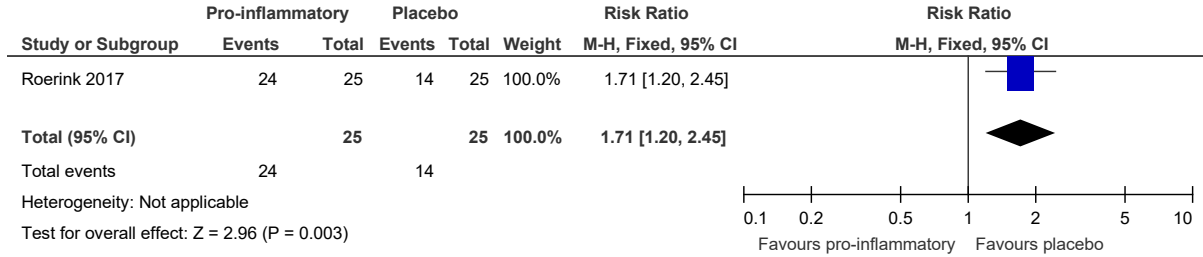 Pro-inflammatory Placebo Risk Ratio Risk Ratio
Study or Subgroup Events Total Events Total Weight M-H, Fixed, 95% CI M-H, Fixed, 95% CI
Roerink 2017 24 25 14 25 100.0% 1.71 [1.20, 2.45]
Total (95% CI) 25 25 100.0% 1.71 [1.20, 2.45]
Total events 24 14
Heterogeneity: Not applicable
Test for overall effect: Z = 2.96 (P = 0.003)
0.1 0.2 0.5 1 2 5 10
Favours pro-inflammatory Favours placebo